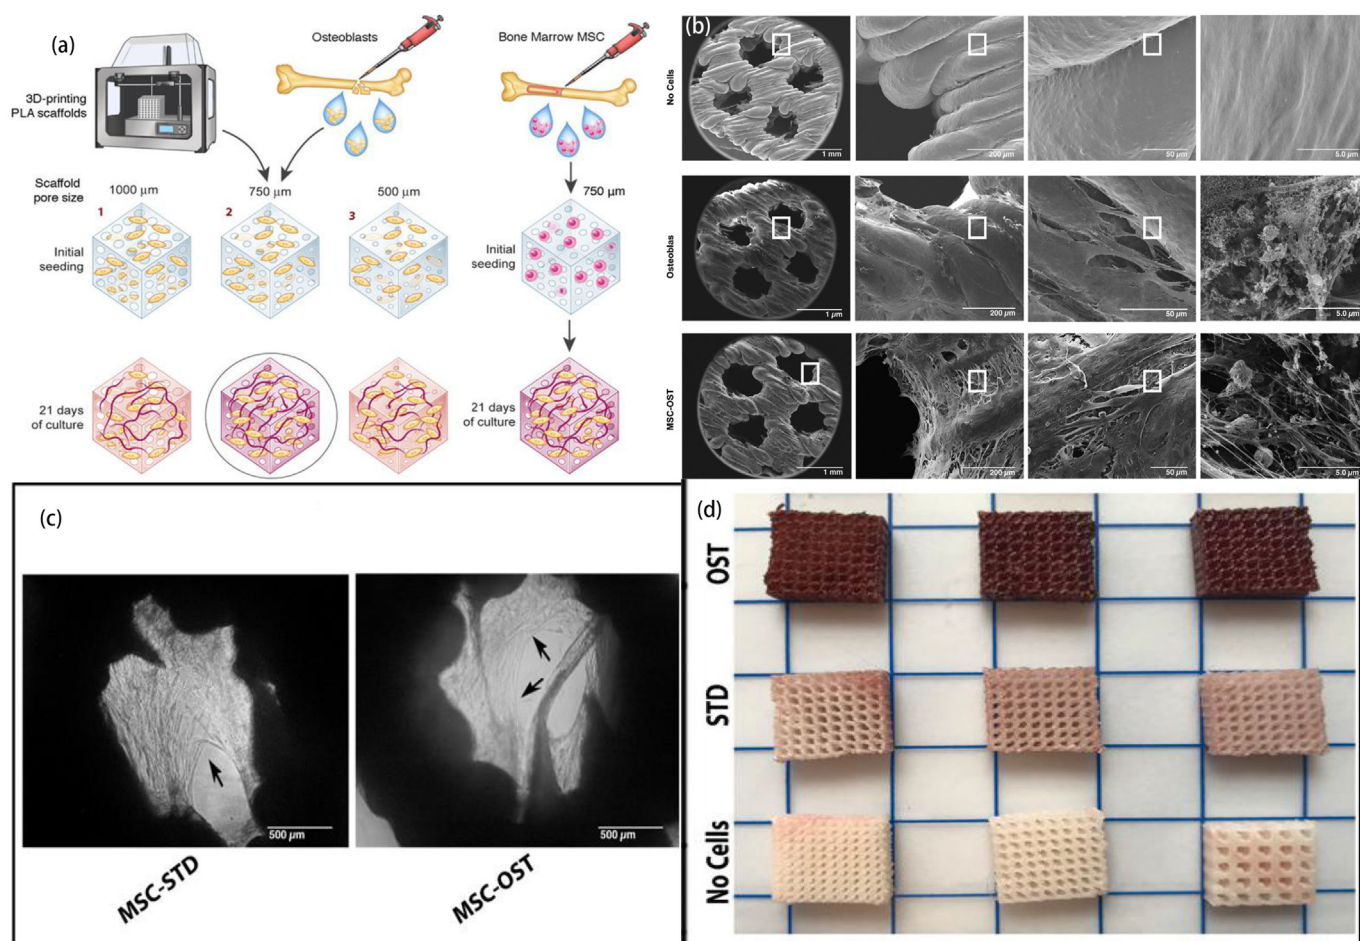 (a)
Osteoblasts
Bone Marrow MSC
3D-printing
PLA scaffolds
Scaffold
pore size
1000 µm
750 µm
500 µm
750 µm
1
2
3
Initial
seeding
Initial
seeding
21 days
of culture
21 days
of culture
(b)
No Cells
1 mm
200 µm
50 µm
5.0 µm
Osteoblas
1 µm
200 µm
50 µm
5.0 µm
MSC-OST
1 mm
200 µm
50 µm
5.0 µm
(c)
500 µm
500 µm
MSC-STD
MSC-OST
(d)
OST
STD
No Cells